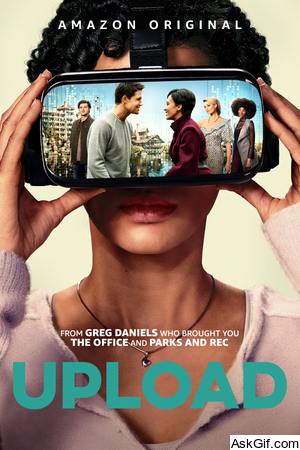 AMAZON ORIGINAL
FROM GREG DANIELS WHO BROUGHT YOU
THE OFFICE AND PARKS AND REC
UPLOAD
AskGif.com